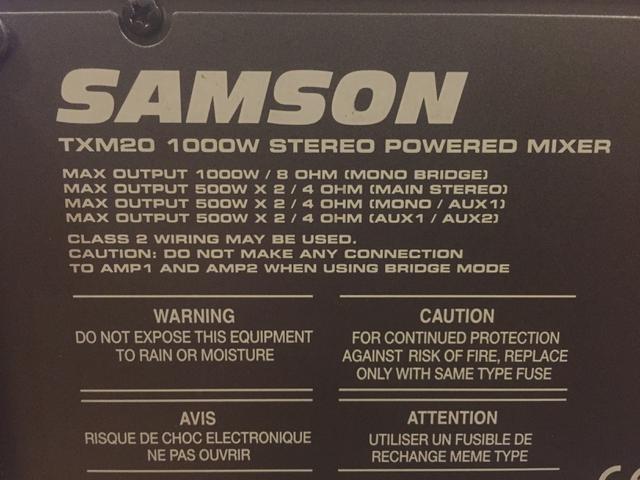 SAMSON
TXM20 1000W STEREO POWERED MIXER
MAX OUTPUT 1000W / 8 OHM (MONO BRIDGE)
MAX OUTPUT 500W X 2 / 4 OHM (MAIN STEREO)
MAX OUTPUT 500W X 2 / 4 OHM (MONO / AUX1)
MAX OUTPUT 500W X 2 / 4 OHM (AUX1 / AUX2)
CLASS 2 WIRING MAY BE USED.
CAUTION: DO NOT MAKE ANY CONNECTION
TO AMP1 AND AMP2 WHEN USING BRIDGE MODE
WARNING
DO NOT EXPOSE THIS EQUIPMENT
TO RAIN OR MOISTURE
CAUTION
FOR CONTINUED PROTECTION
AGAINST RISK OF FIRE, REPLACE
ONLY WITH SAME TYPE FUSE
AVIS
RISQUE DE CHOC ELECTRONIQUE
NE PAS OUVRIR
ATTENTION
UTILISER UN FUSIBLE DE
RECHANGE MEME TYPE